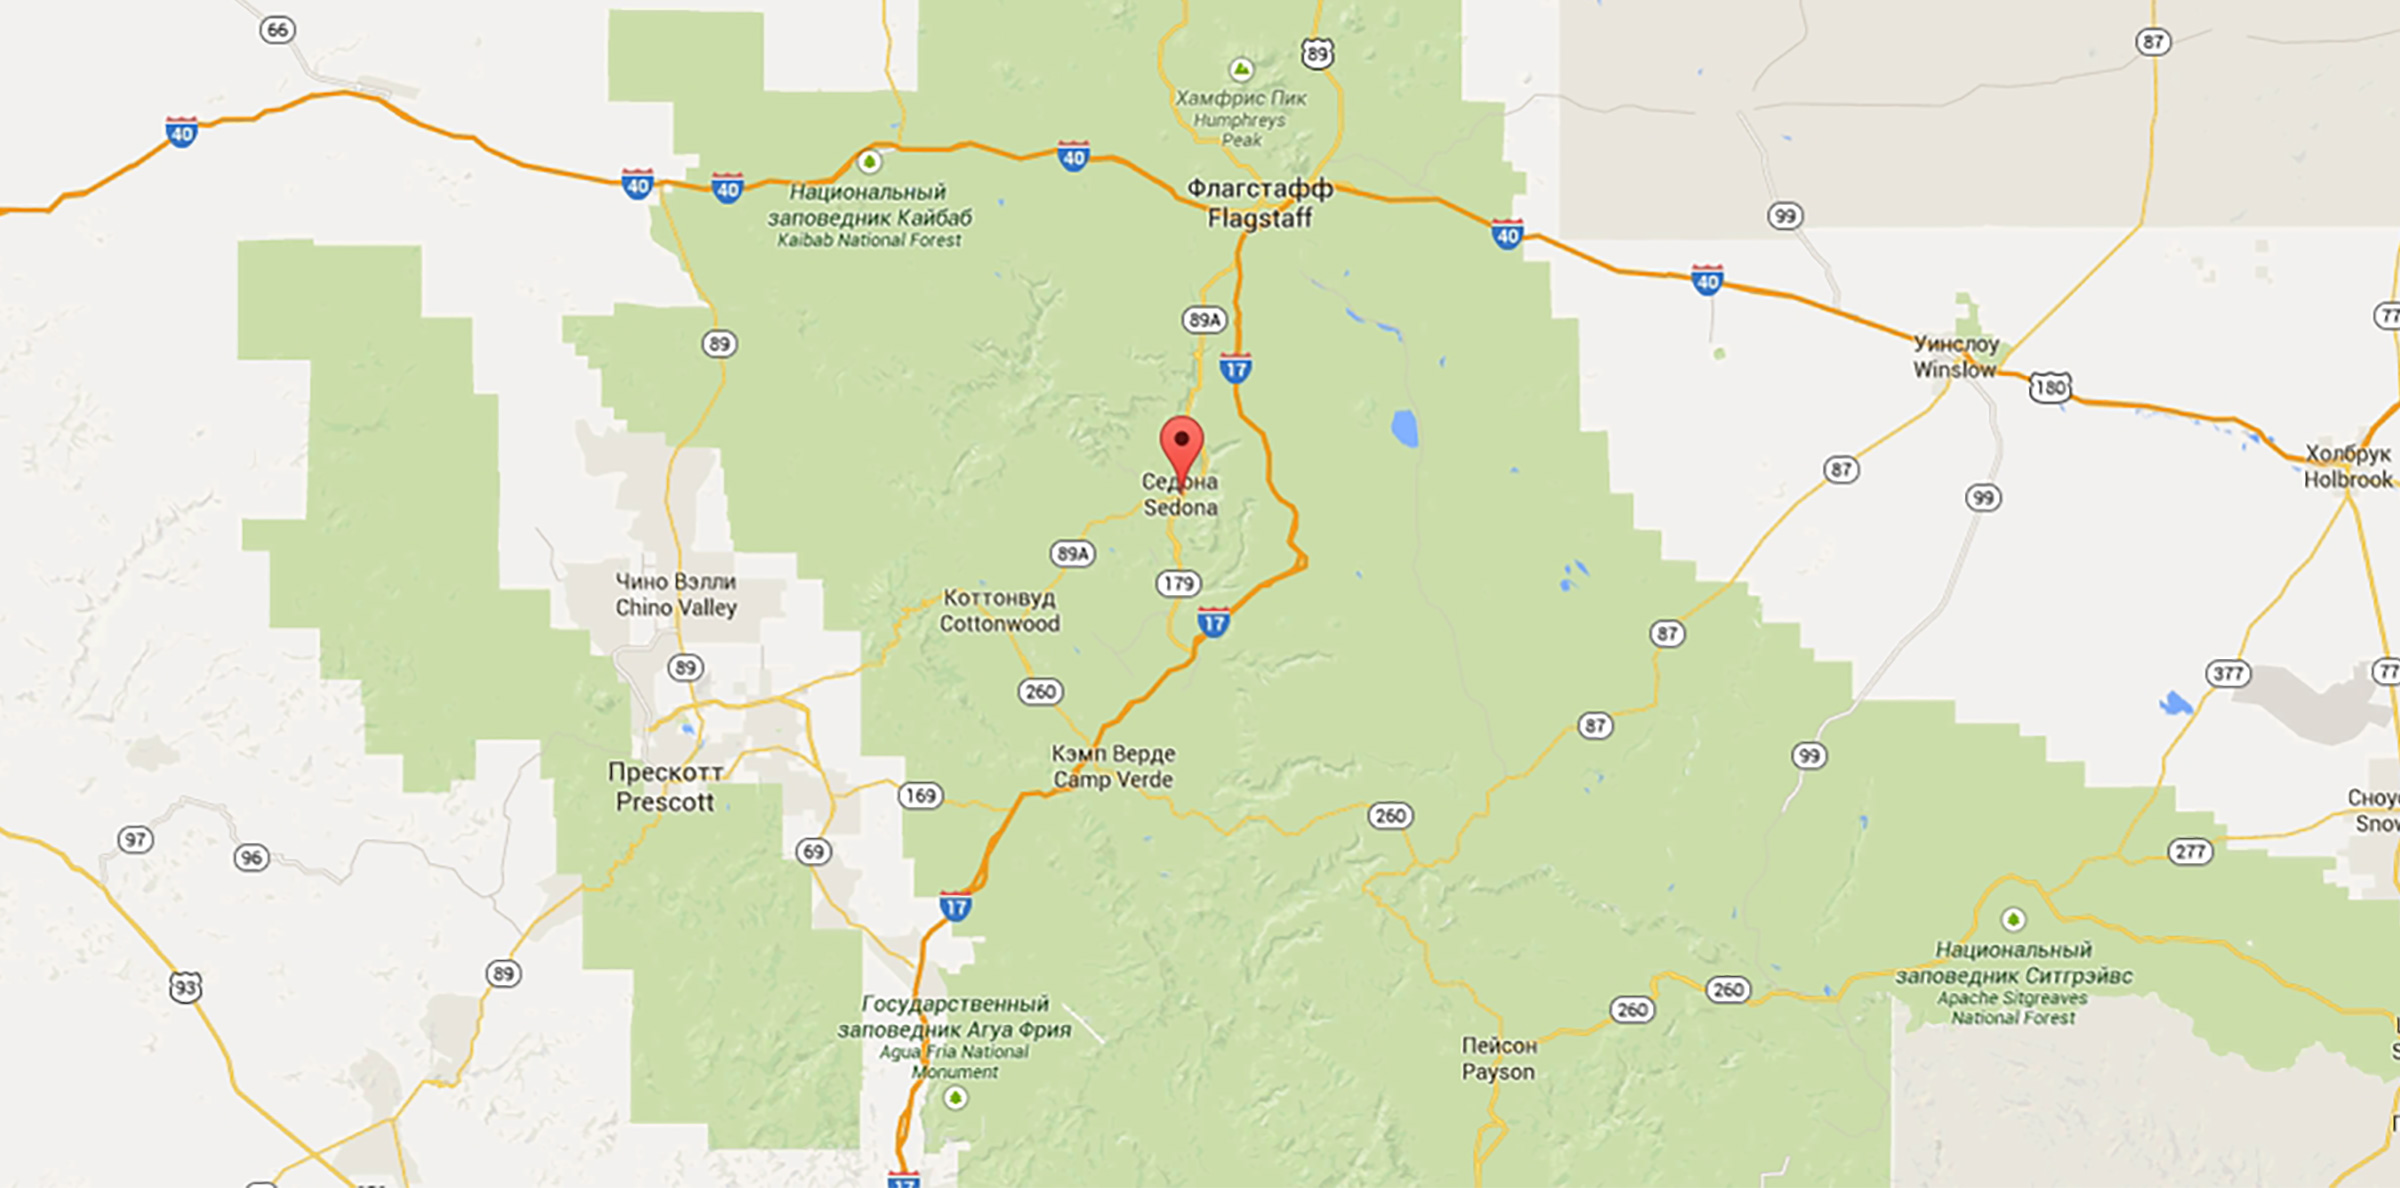 66
89
87
Хамфрис Пик
Humphreys
Peak
40
40
40
40
Национальный
заповедник Кайбаб
Kaibab National Forest
Флагстафф
Flagstaff
99
40
40
89
89A
17
77
Уинслоу
Winslow
180
Седона
Sedona
87
99
Холбрук
Holbrook
89A
179
17
Чино Вэлли
Chino Valley
Коттонвуд
Cottonwood
87
89
260
377
77
87
99
Кэмп Верде
Camp Verde
Прескотт
Prescott
169
260
97
96
69
277
17
93
89
Национальный
заповедник Ситгрэйвс
Apache Sitgreaves
National Forest
260
260
Государственный
заповедник Агуа Фрия
Agua Fria National
Monument
Пейсон
Payson
17